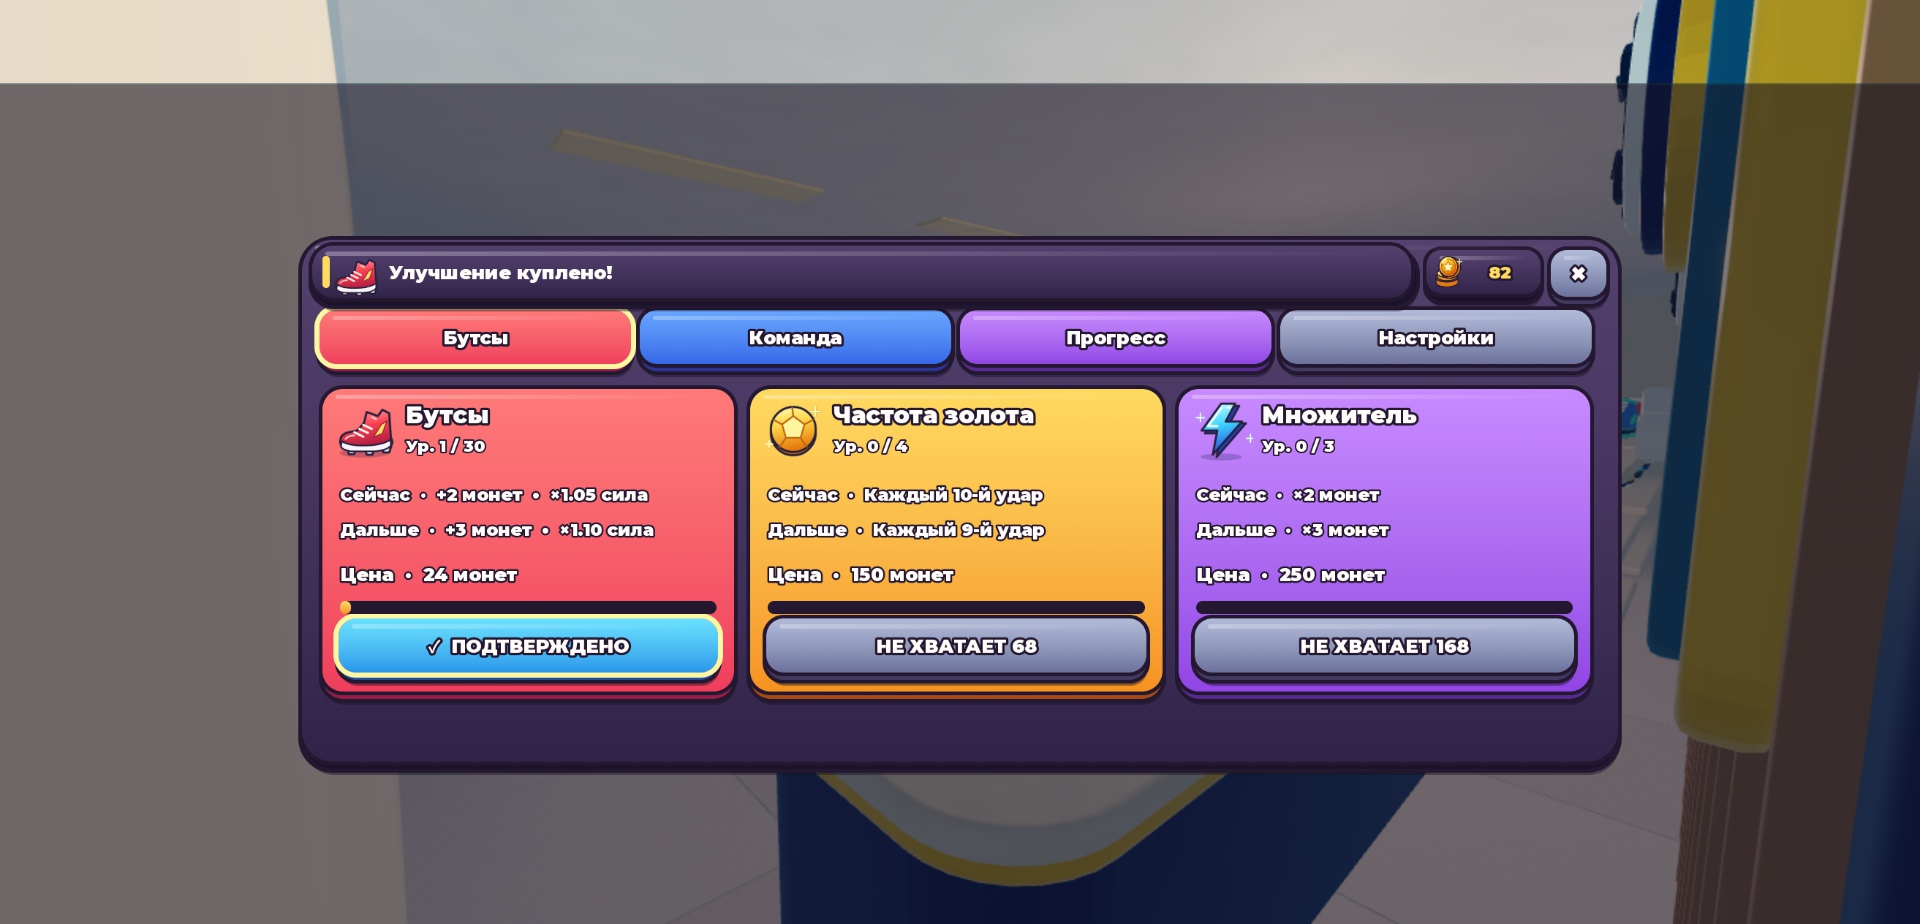 Улучшение куплено!
82
Бутсы
Команда
Прогресс
Настройки
Бутсы
Ур. 1 / 30
Сейчас • +2 монет • ×1.05 сила
Дальше • +3 монет • ×1.10 сила
Цена • 24 монет
✓ ПОДТВЕРЖДЕНО
Частота золота
Ур. 0 / 4
Сейчас • Каждый 10-й удар
Дальше • Каждый 9-й удар
Цена • 150 монет
НЕ ХВАТАЕТ 68
Множитель
Ур. 0 / 3
Сейчас • ×2 монет
Дальше • ×3 монет
Цена • 250 монет
НЕ ХВАТАЕТ 168